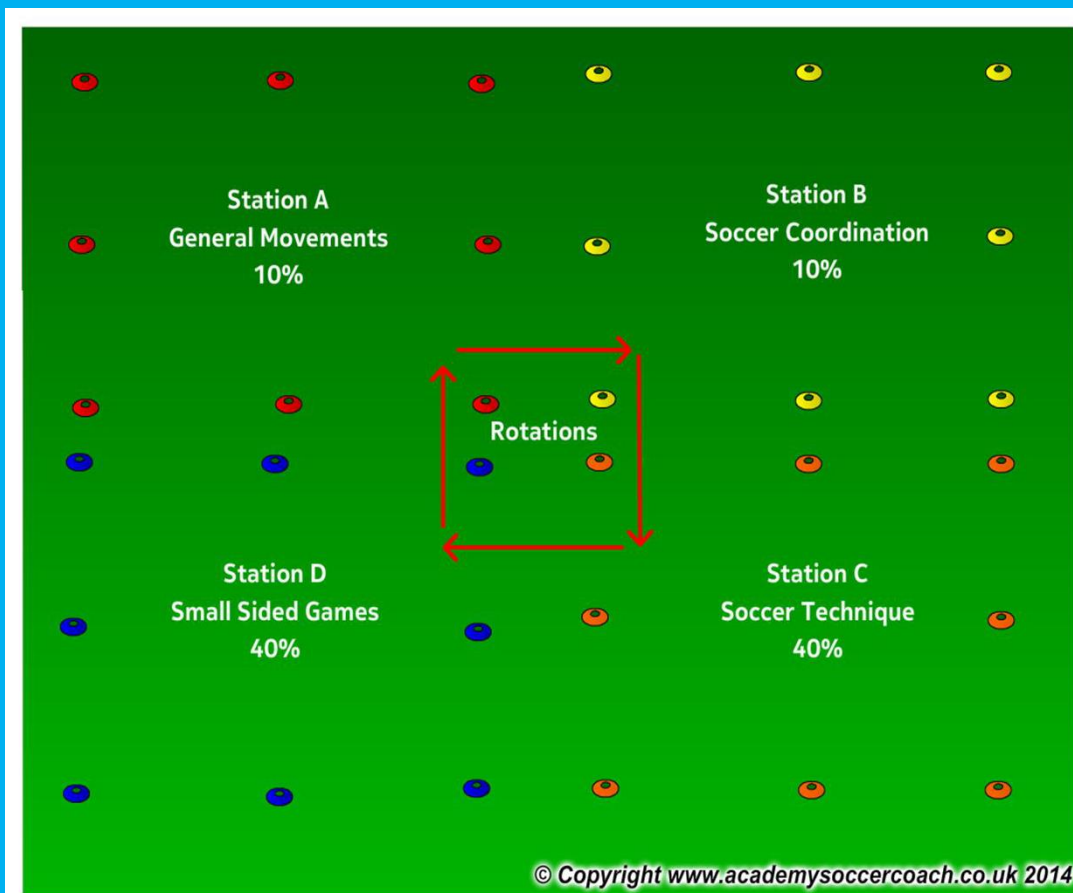 Station A
General Movements
10%
Station B
Soccer Coordination
10%
Rotations
Station D
Small Sided Games
40%
Station C
Soccer Technique
40%
© Copyright www.academysoccercoach.co.uk 2014